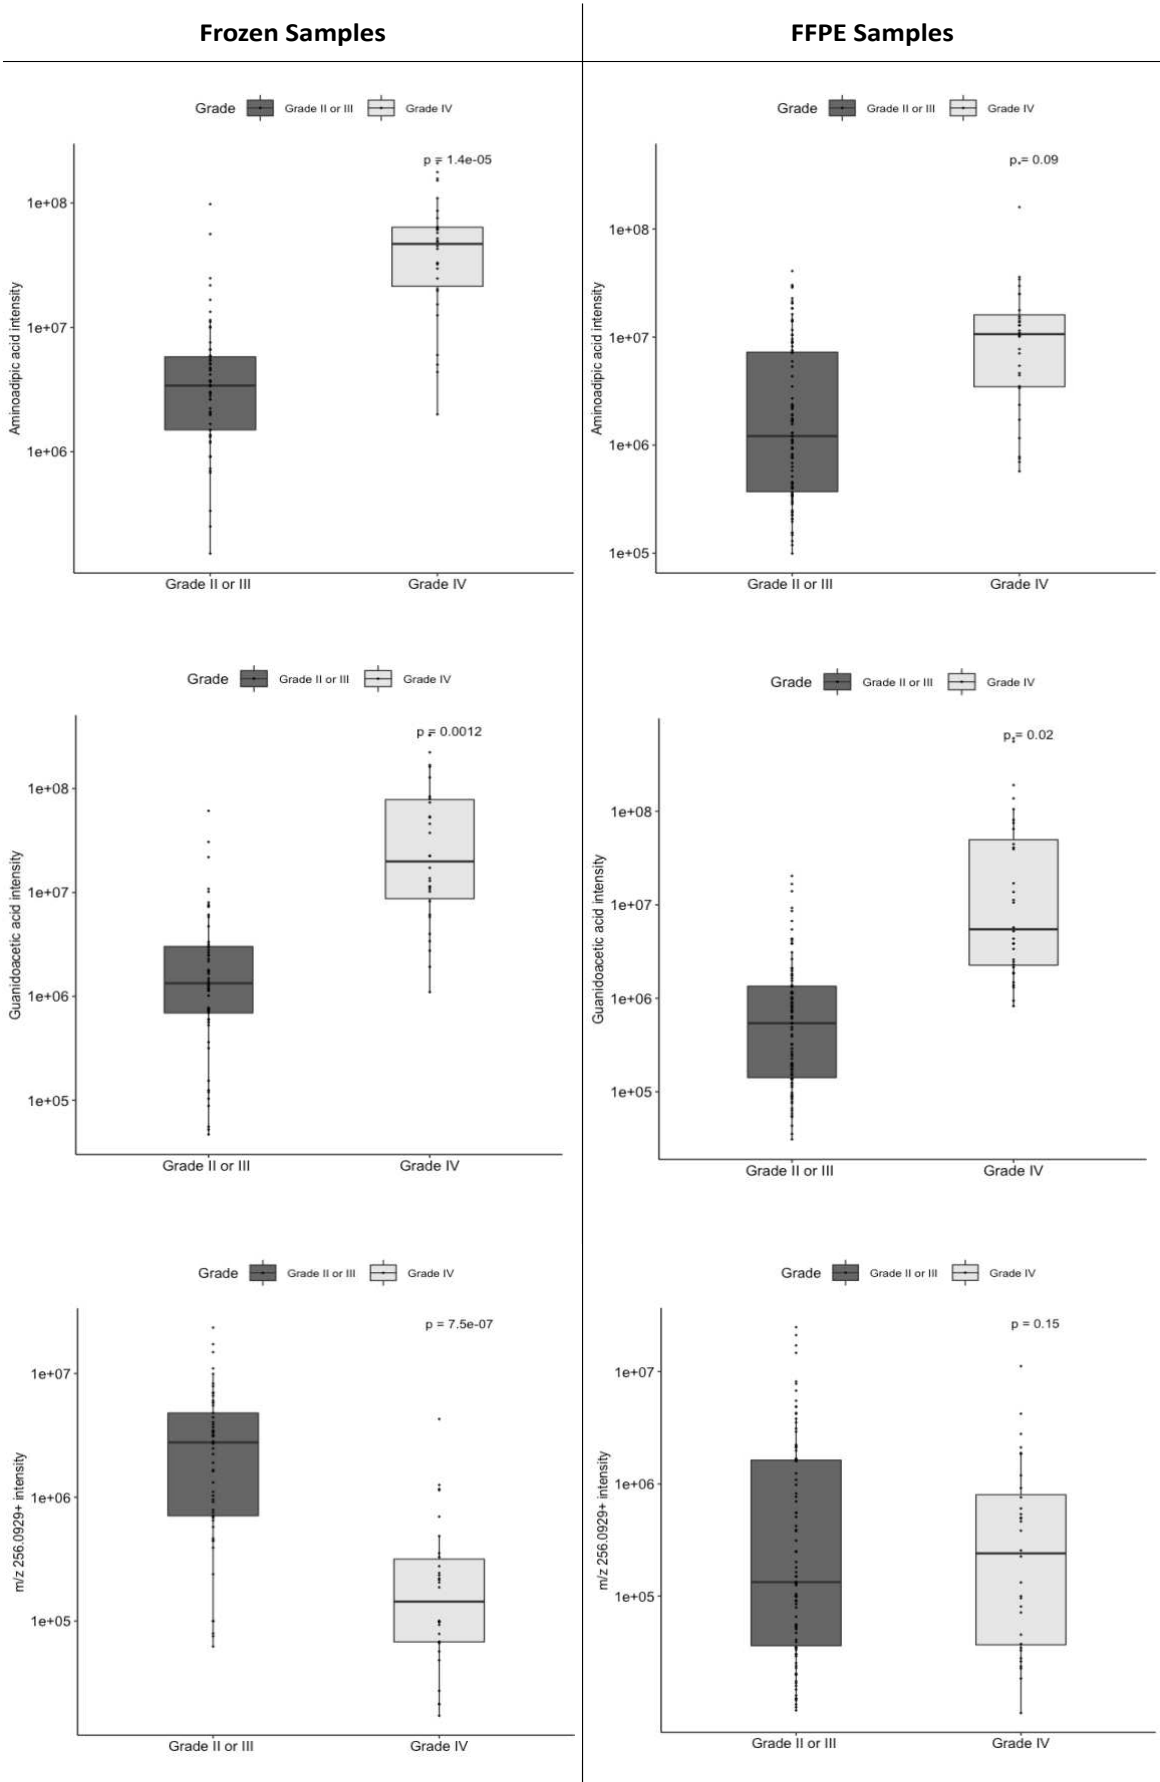 Frozen Samples
FFPE Samples
Grade Grade II or III Grade IV
p = 1.4e-05
1e+08
1e+07
1e+06
Aminoadipic acid intensity
Grade II or III Grade IV
Grade Grade II or III Grade IV
p = 0.09
1e+08
1e+07
1e+06
1e+05
Aminoadipic acid intensity
Grade II or III Grade IV
Grade Grade II or III Grade IV
p = 0.0012
1e+08
1e+07
1e+06
1e+05
Guanidoacetic acid intensity
Grade II or III Grade IV
Grade Grade II or III Grade IV
p = 0.02
1e+08
1e+07
1e+06
1e+05
Guanidoacetic acid intensity
Grade II or III Grade IV
Grade Grade II or III Grade IV
p = 7.5e-07
1e+07
1e+06
1e+05
m/z 256.0929+ intensity
Grade II or III Grade IV
Grade Grade II or III Grade IV
p = 0.15
1e+07
1e+06
1e+05
m/z 256.0929+ intensity
Grade II or III Grade IV